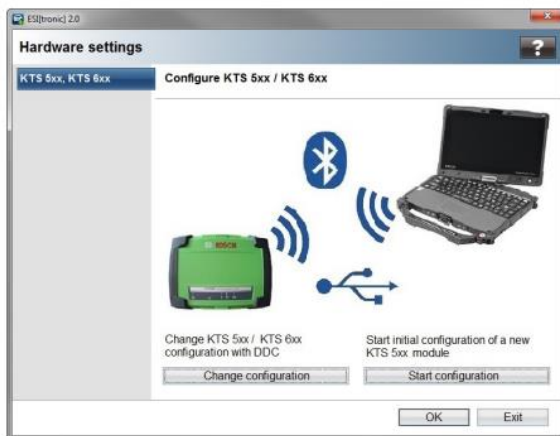 ESI[tronic] 2.0
Hardware settings
?
KTS 5xx, KTS 6xx
Configure KTS 5xx / KTS 6xx
BOSCH
Change KTS 5xx / KTS 6xx
configuration with DDC
Start initial configuration of a new
KTS 5xx module
Change configuration
Start configuration
OK
Exit